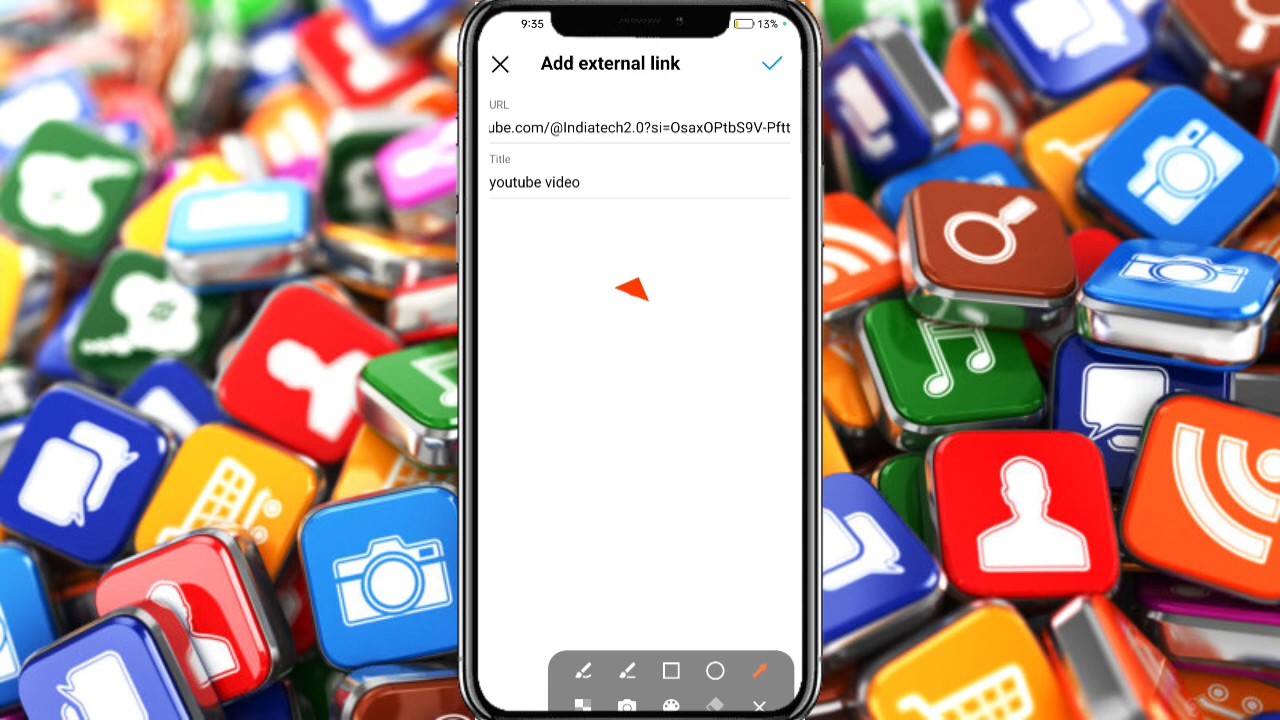 9:35
13%
Add external link
URL
ube.com/@Indiatech2.0?si=OsaxOPtbS9V-Pftt
Title
youtube video